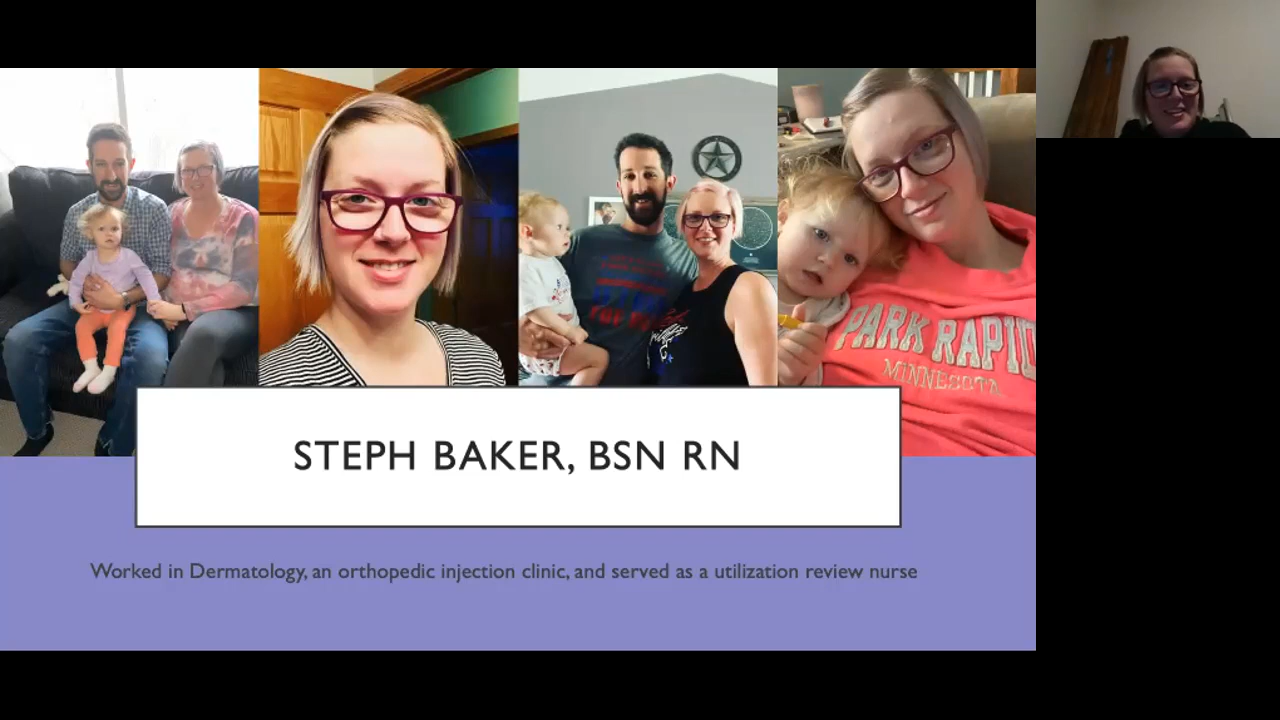 PARK RAPID
MINNESOTA
STEPH BAKER, BSN RN
Worked in Dermatology, an orthopedic injection clinic, and served as a utilization review nurse